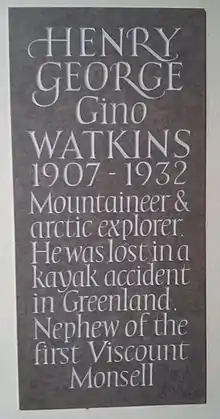 HENRY
GEORGE
Gino
WATKINS
1907 - 1932
Mountaineer &
arctic explorer.
He was lost in a
kayak accident
in Greenland.
Nephew of the
first Viscount
Monsell